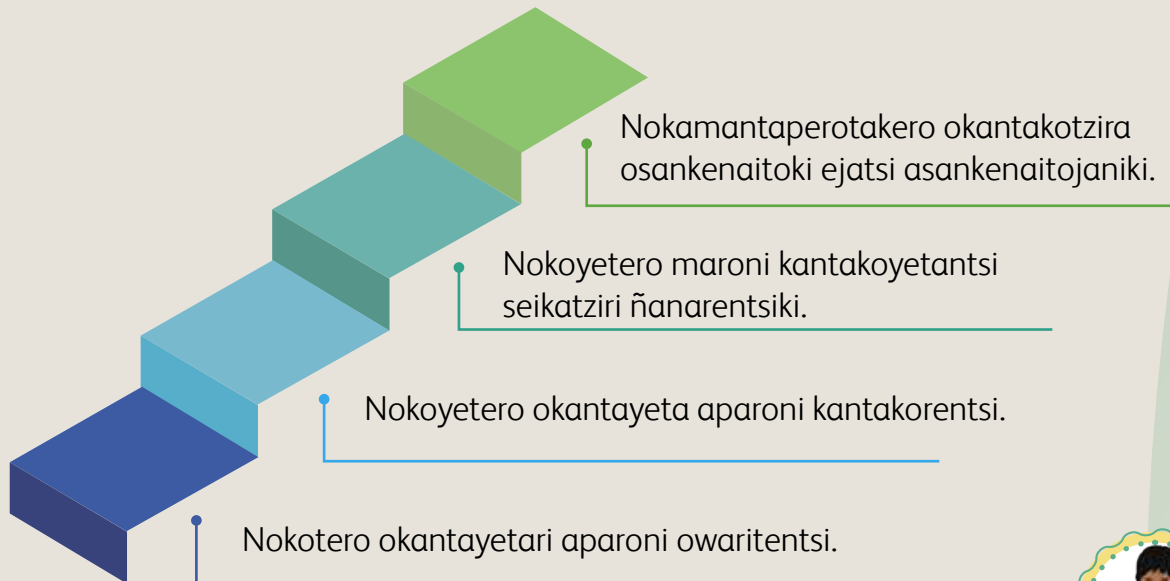 Nokamantaperotakero okantakotzira
osankenaitoki ejatsi asankenaitojaniki.
Nokoyetero maroni kantakoyetantsi
seikatziri ñanarentsiki.
Nokoyetero okantayeta aparoni kantakorentsi.
Nokotero okantayetari aparoni owaritentsi.